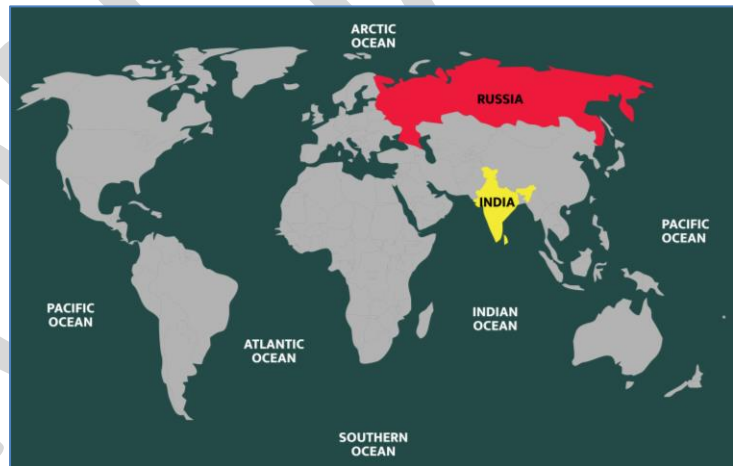 ARCTIC
OCEAN
RUSSIA
INDIA
PACIFIC
OCEAN
PACIFIC
OCEAN
INDIAN
OCEAN
ATLANTIC
OCEAN
SOUTHERN
OCEAN